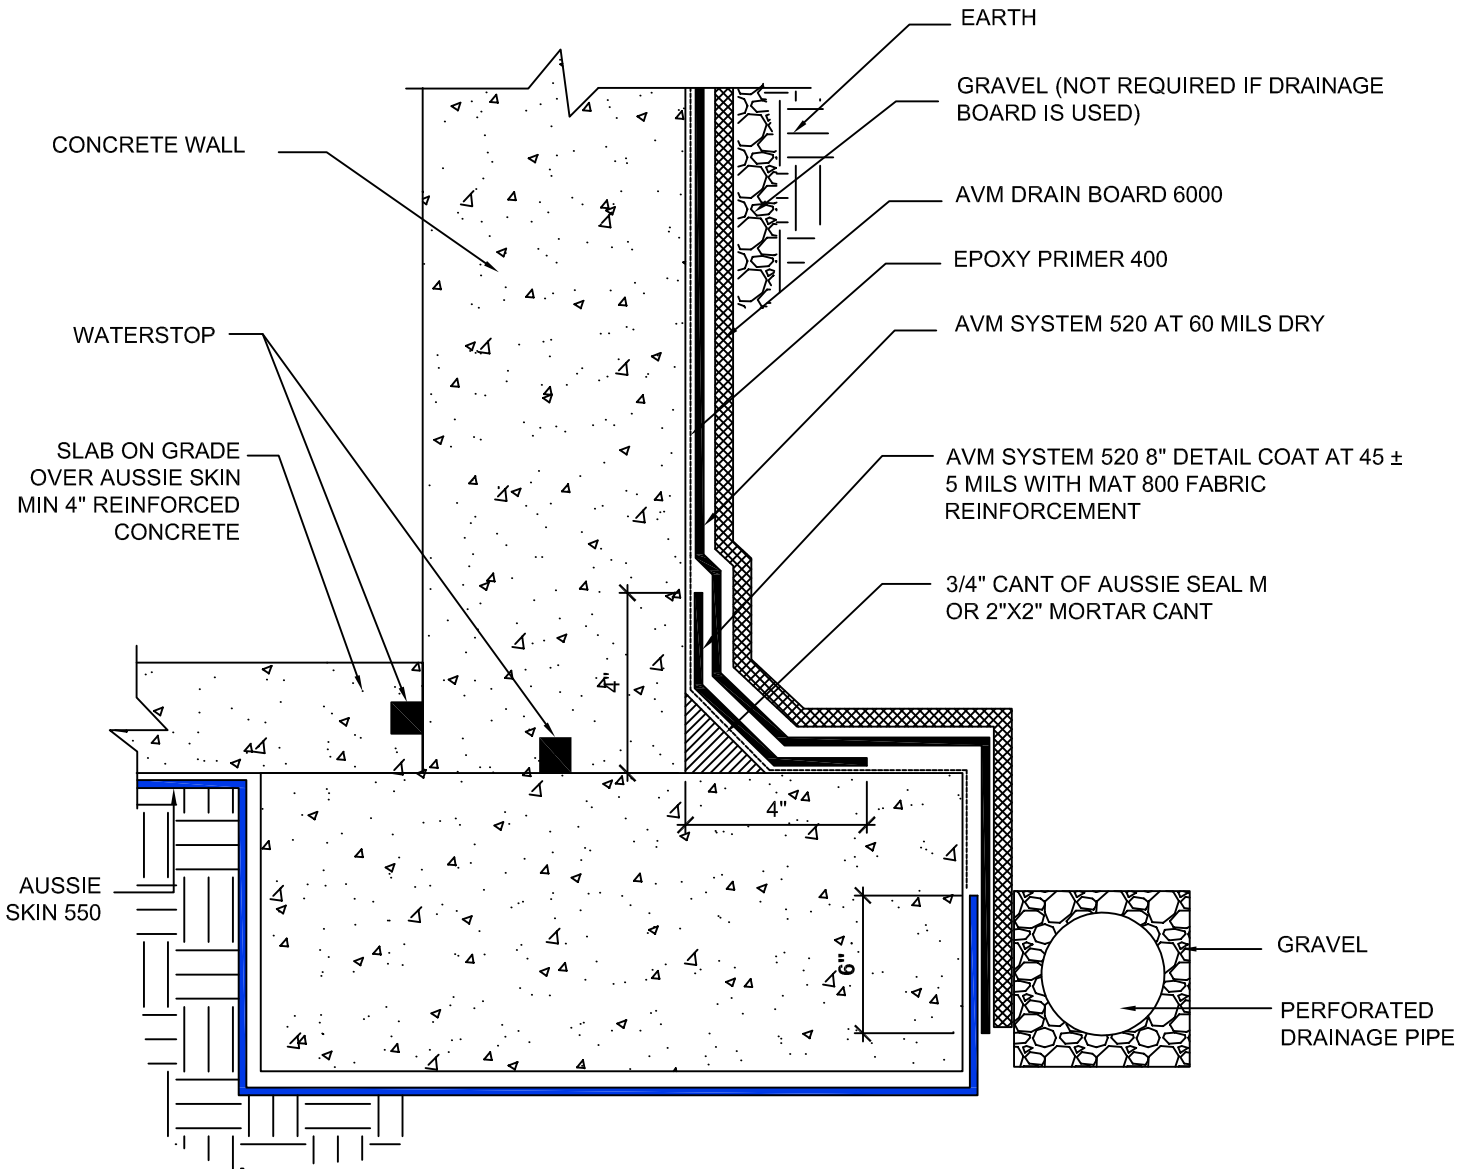 EARTH
GRAVEL (NOT REQUIRED IF DRAINAGE
BOARD IS USED)
CONCRETE WALL
AVM DRAIN BOARD 6000
EPOXY PRIMER 400
WATERSTOP
AVM SYSTEM 520 AT 60 MILS DRY
SLAB ON GRADE
OVER AUSSIE SKIN
MIN 4" REINFORCED
CONCRETE
AVM SYSTEM 520 8" DETAIL COAT AT 45 ±
5 MILS WITH MAT 800 FABRIC
REINFORCEMENT
3/4" CANT OF AUSSIE SEAL M
OR 2"X2" MORTAR CANT
4"
4"
AUSSIE
SKIN 550
6"
GRAVEL
PERFORATED
DRAINAGE PIPE